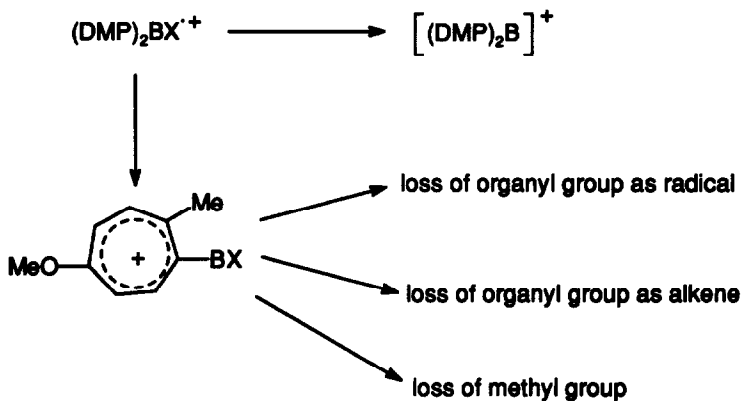 (DMP)₂BX·⁺
[(DMP)₂B]⁺
Me
MeO
+
BX
loss of organyl group as radical
loss of organyl group as alkene
loss of methyl group